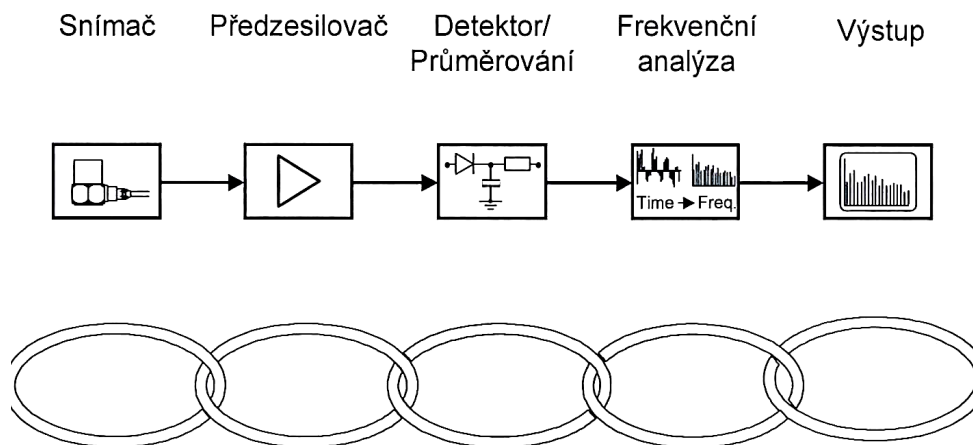 Snímač
Předzesilovač
Detektor/
Průměrování
Frekvenční
analýza
Výstup
Time → Freq.